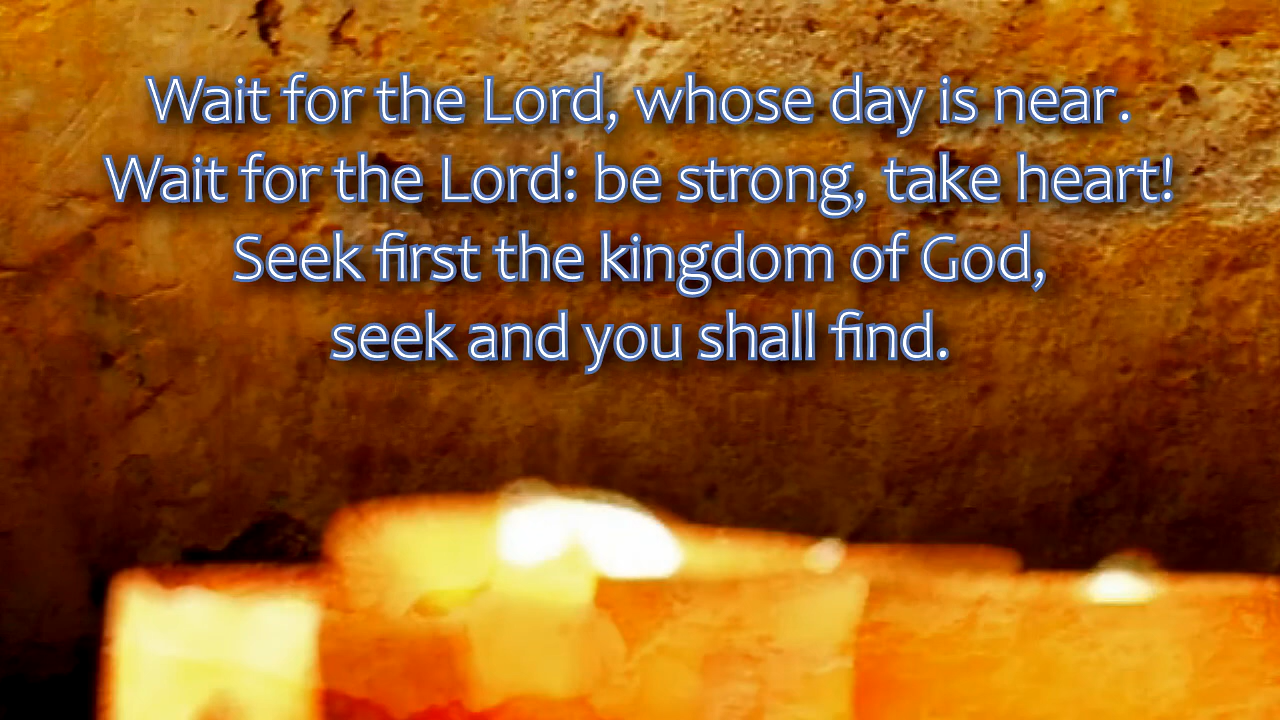 Wait for the Lord, whose day is near.
Wait for the Lord: be strong, take heart!
Seek first the kingdom of God,
seek and you shall find.